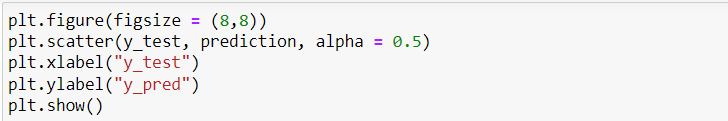 plt.figure(figsize = (8,8))
plt.scatter(y_test, prediction, alpha = 0.5)
plt.xlabel("y_test")
plt.ylabel("y_pred")
plt.show()